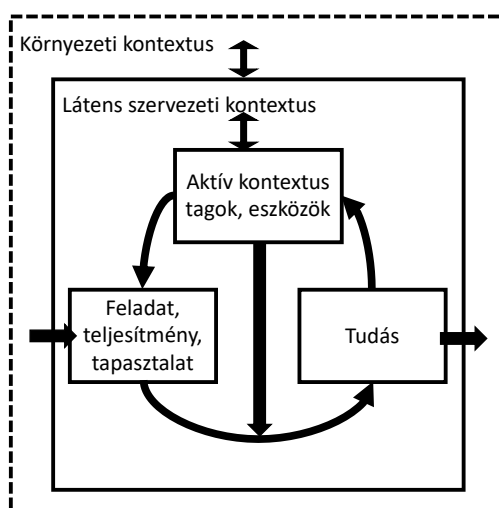 Környezeti kontextus
Látens szervezeti kontextus
Aktív kontextus
tagok, eszközök
Feladat,
teljesítmény,
tapasztalat
Tudás